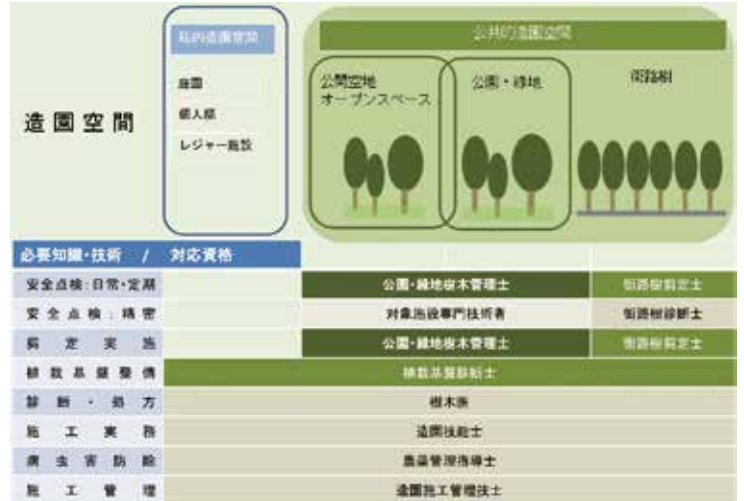 造園空間
私的造園空間
庭園
個人邸
レジャー施設
公共的造園空間
公開空地
オープンスペース
公園・緑地
街路樹
必要知識・技術 / 対応資格
安全点検:日常・定期
公園・緑地樹木管理士
街路樹剪定士
安全点検:精密
対象施設専門技術者
街路樹診断士
剪定実施
公園・緑地樹木管理士
街路樹剪定士
植栽基盤整備
植栽基盤診断士
診断・処方
樹木医
施工実務
造園技能士
病虫害防除
農薬管理指導士
施工管理
造園施工管理技士